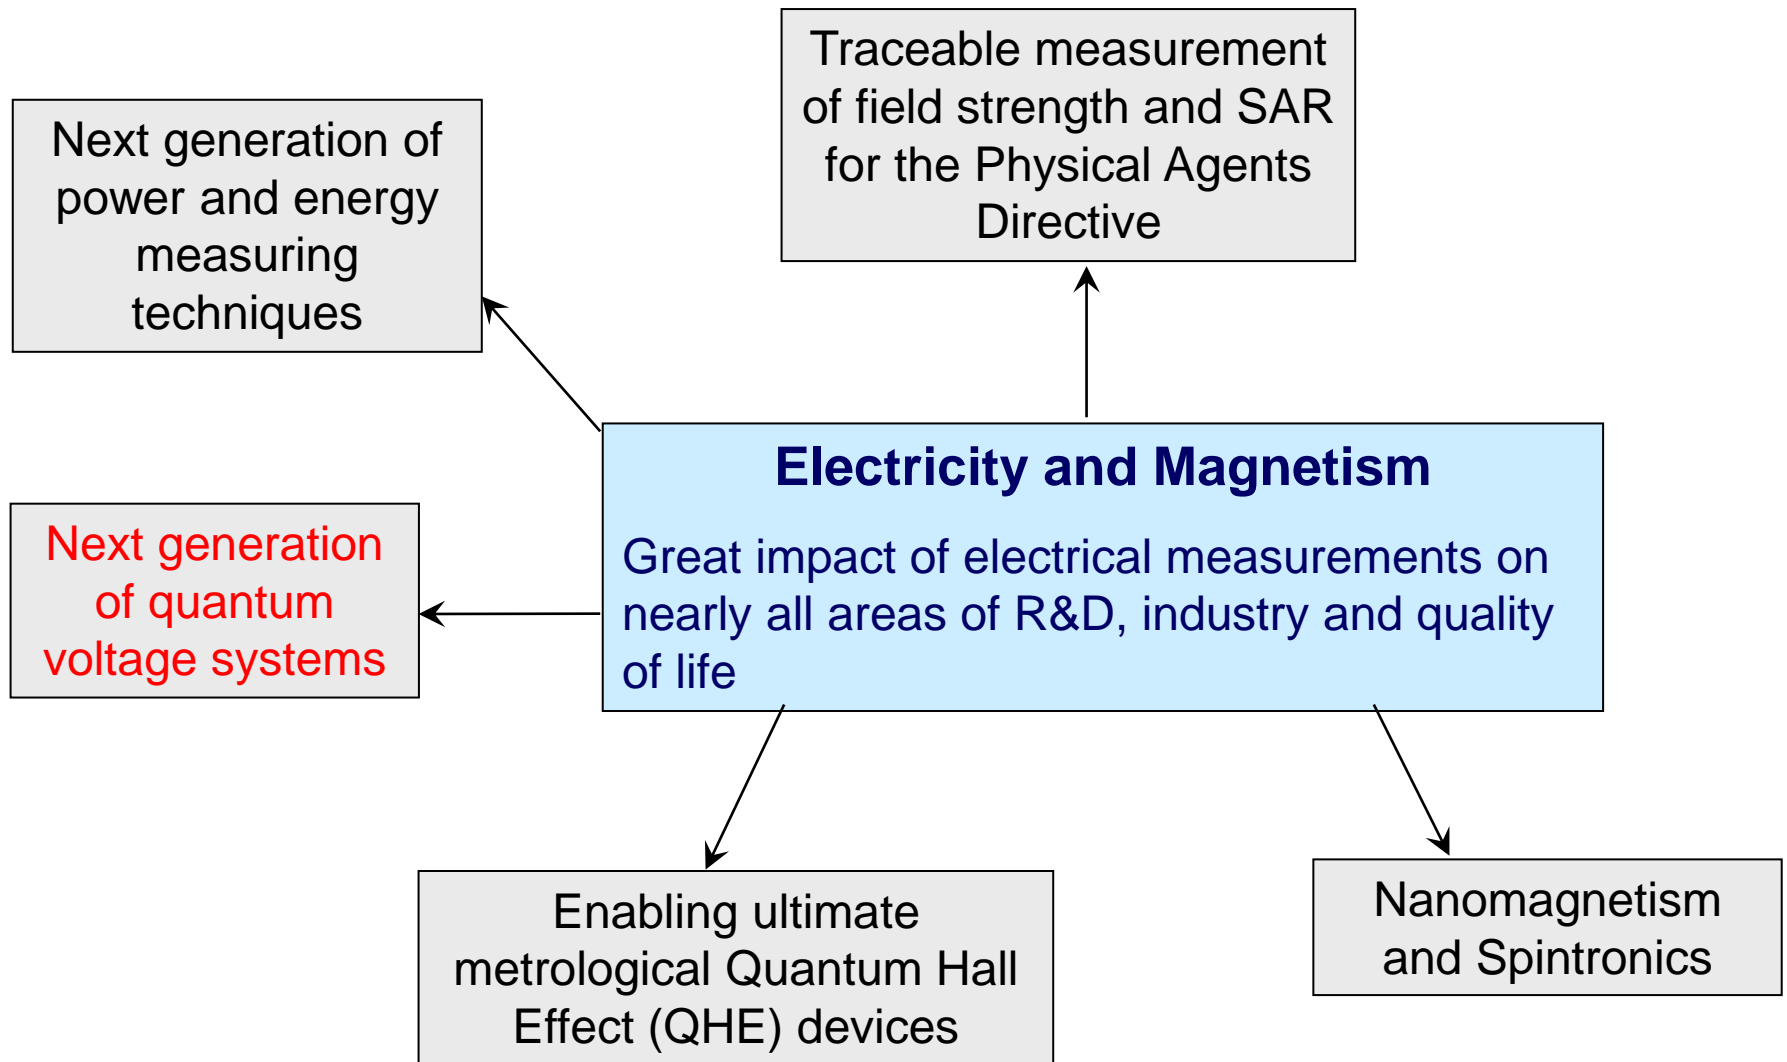 Traceable measurement
of field strength and SAR
for the Physical Agents
Directive
Next generation of
power and energy
measuring
techniques
Electricity and Magnetism
Great impact of electrical measurements on
nearly all areas of R&D, industry and quality
of life
Next generation
of quantum
voltage systems
Enabling ultimate
metrological Quantum Hall
Effect (QHE) devices
Nanomagnetism
and Spintronics